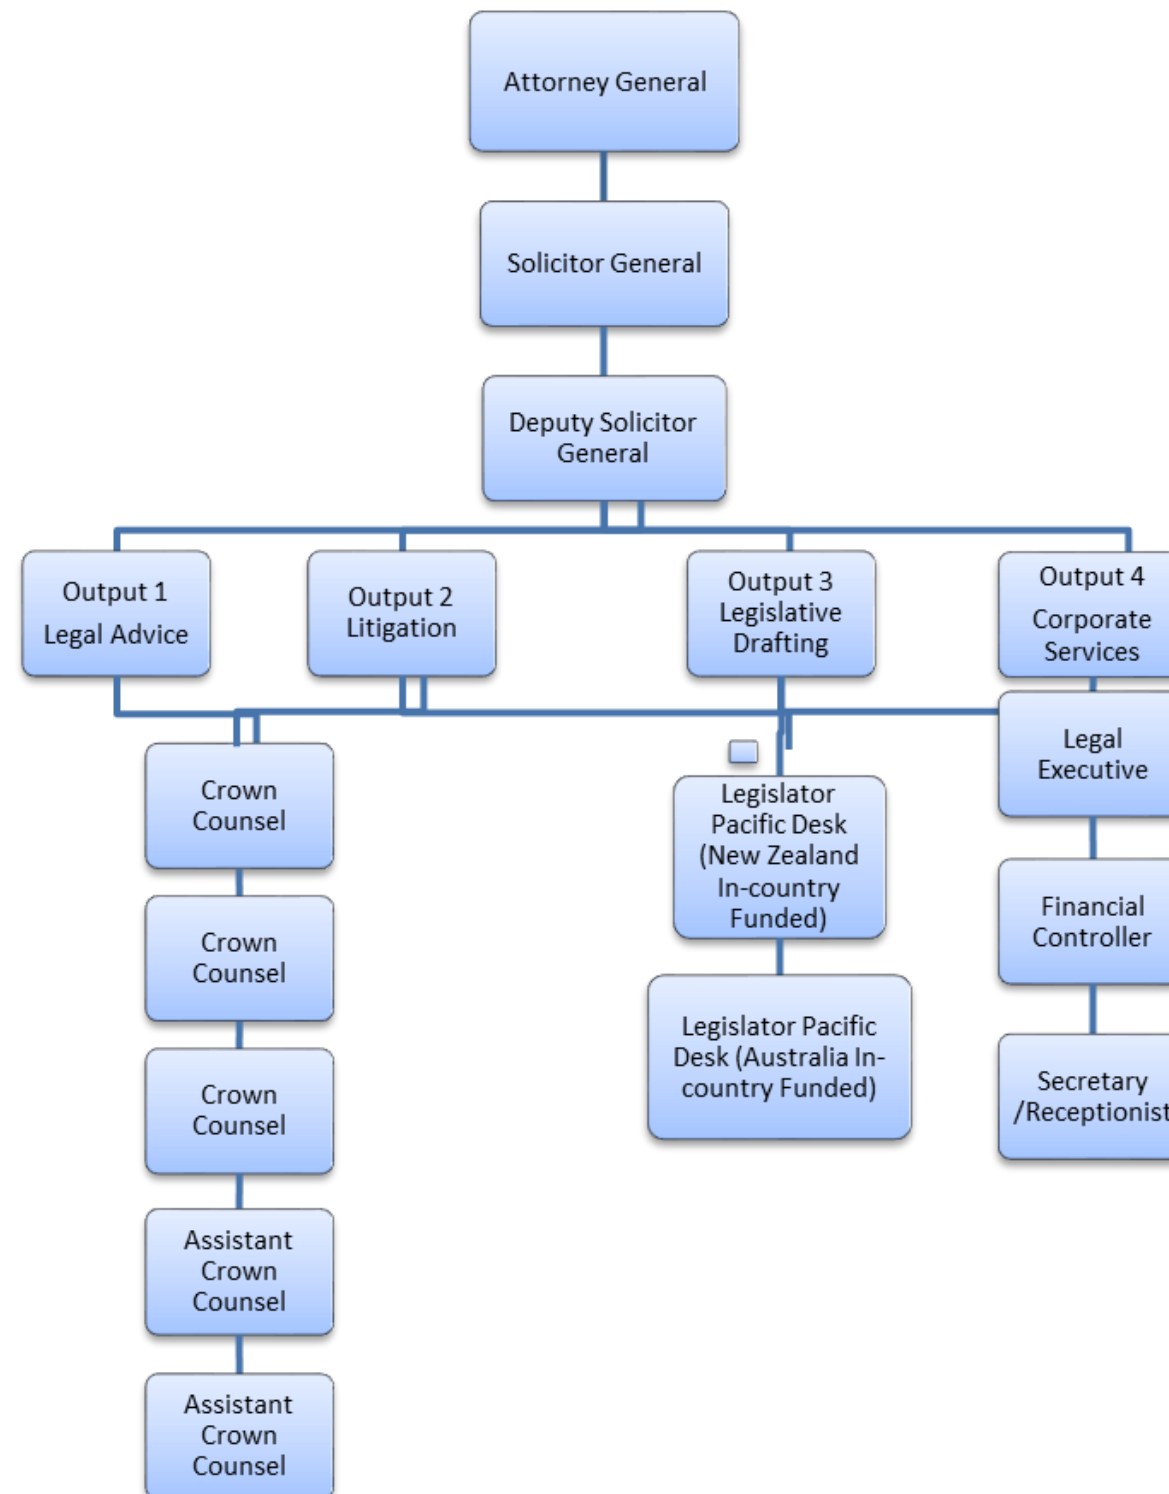 Attorney General
Solicitor General
Deputy Solicitor
General
Output 1
Legal Advice
Output 2
Litigation
Output 3
Legislative
Drafting
Output 4
Corporate
Services
Crown
Counsel
Crown
Counsel
Crown
Counsel
Assistant
Crown
Counsel
Assistant
Crown
Counsel
Legislator
Pacific Desk
(New Zealand
In-country
Funded)
Legislator Pacific
Desk (Australia In-
country Funded)
Legal
Executive
Financial
Controller
Secretary
/Receptionist